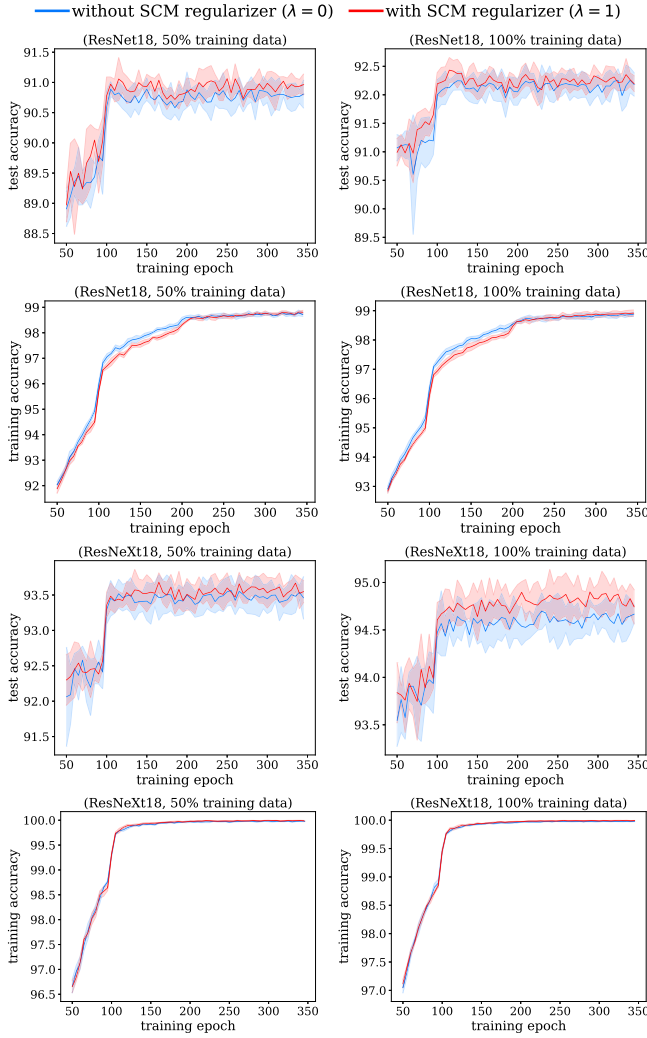 without SCM regularizer (λ = 0) with SCM regularizer (λ = 1)
(ResNet18, 50% training data)
91.5
91.0
90.5
90.0
89.5
89.0
88.5
test accuracy
50 100 150 200 250 300 350
training epoch
(ResNet18, 100% training data)
92.5
92.0
91.5
91.0
90.5
90.0
89.5
test accuracy
50 100 150 200 250 300 350
training epoch
(ResNet18, 50% training data)
99
98
97
96
95
94
93
92
training accuracy
50 100 150 200 250 300 350
training epoch
(ResNet18, 100% training data)
99
98
97
96
95
94
93
training accuracy
50 100 150 200 250 300 350
training epoch
(ResNeXt18, 50% training data)
93.5
93.0
92.5
92.0
91.5
test accuracy
50 100 150 200 250 300 350
training epoch
(ResNeXt18, 100% training data)
95.0
94.5
94.0
93.5
test accuracy
50 100 150 200 250 300 350
training epoch
(ResNeXt18, 50% training data)
100.0
99.5
99.0
98.5
98.0
97.5
97.0
96.5
training accuracy
50 100 150 200 250 300 350
training epoch
(ResNeXt18, 100% training data)
100.0
99.5
99.0
98.5
98.0
97.5
97.0
training accuracy
50 100 150 200 250 300 350
training epoch